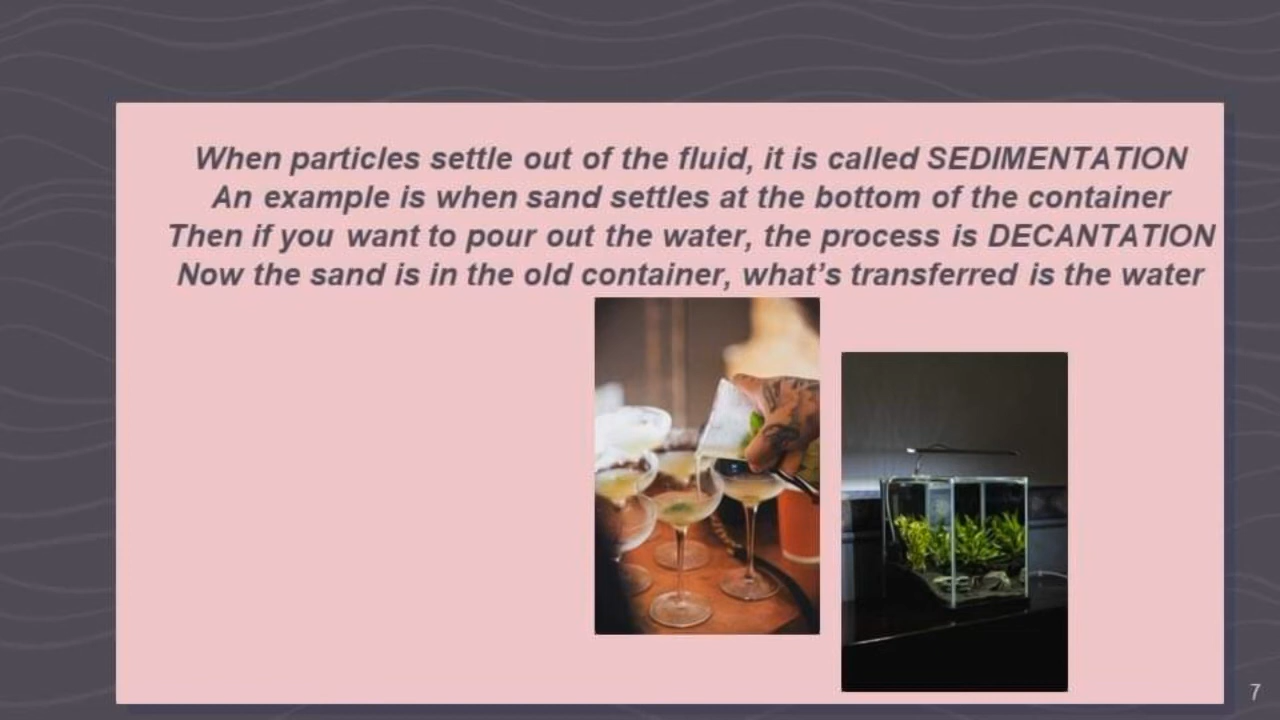 When particles settle out of the fluid, it is called SEDIMENTATION
An example is when sand settles at the bottom of the container
Then if you want to pour out the water, the process is DECANTATION
Now the sand is in the old container, what’s transferred is the water
7